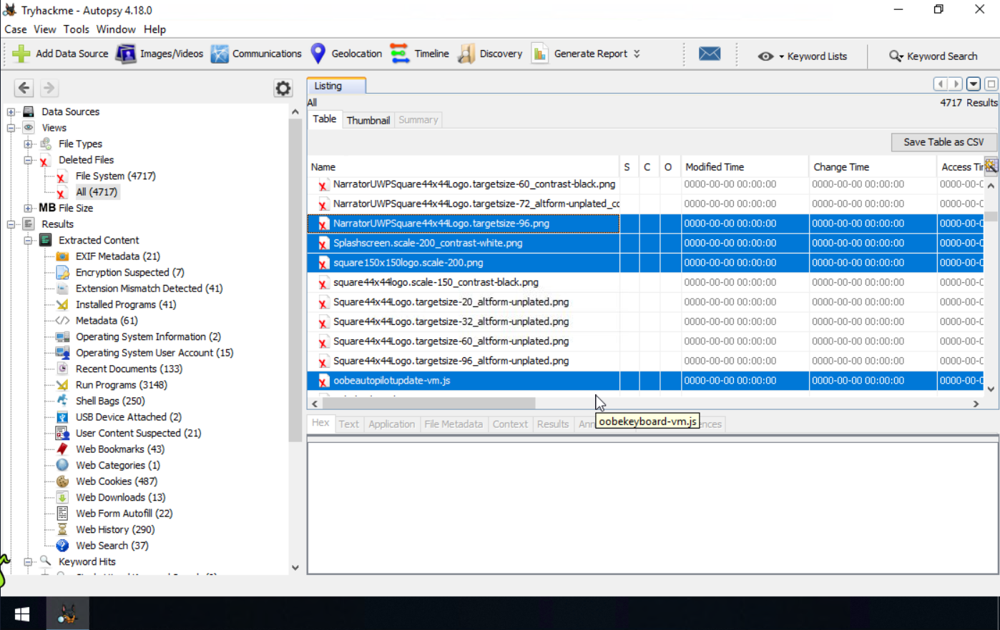 Tryhackme - Autopsy 4.18.0
Case View Tools Window Help
Add Data Source Images/Videos Communications Geolocation Timeline Discovery Generate Report Keyword Lists Keyword Search
Listing
All 4717 Results
Table Thumbnail Summary
Save Table as CSV
Data Sources
Views
File Types
Deleted Files
File System (4717)
All (4717)
MB File Size
Results
Extracted Content
EXIF Metadata (21)
Encryption Suspected (7)
Extension Mismatch Detected (41)
Installed Programs (41)
Metadata (61)
Operating System Information (2)
Operating System User Account (15)
Recent Documents (133)
Run Programs (3148)
Shell Bags (250)
USB Device Attached (2)
User Content Suspected (21)
Web Bookmarks (43)
Web Categories (1)
Web Cookies (487)
Web Downloads (13)
Web Form Autofill (22)
Web History (290)
Web Search (37)
Keyword Hits
Name S C O Modified Time Change Time Access Tir
NarratorUWPSquare44x44Logo.targetsize-60_contrast-black.png 0000-00-00 00:00:00 0000-00-00 00:00:00 0000-00-0
NarratorUWPSquare44x44Logo.targetsize-72_altform-unplated_co 0000-00-00 00:00:00 0000-00-00 00:00:00 0000-00-0
NarratorUWPSquare44x44Logo.targetsize-96.png 0000-00-00 00:00:00 0000-00-00 00:00:00 0000-00-0
Splashscreen.scale-200_contrast-white.png 0000-00-00 00:00:00 0000-00-00 00:00:00 0000-00-0
square150x150logo.scale-200.png 0000-00-00 00:00:00 0000-00-00 00:00:00 0000-00-0
square44x44logo.scale-150_contrast-black.png 0000-00-00 00:00:00 0000-00-00 00:00:00 0000-00-0
Square44x44Logo.targetsize-20_altform-unplated.png 0000-00-00 00:00:00 0000-00-00 00:00:00 0000-00-0
Square44x44Logo.targetsize-32_altform-unplated.png 0000-00-00 00:00:00 0000-00-00 00:00:00 0000-00-0
Square44x44Logo.targetsize-60_altform-unplated.png 0000-00-00 00:00:00 0000-00-00 00:00:00 0000-00-0
Square44x44Logo.targetsize-96_altform-unplated.png 0000-00-00 00:00:00 0000-00-00 00:00:00 0000-00-0
oobeautopilotupdate-vm.js 0000-00-00 00:00:00 0000-00-00 00:00:00 0000-00-0
Hex Text Application File Metadata Context Results Ann ences
oobekeyboard-vm.js